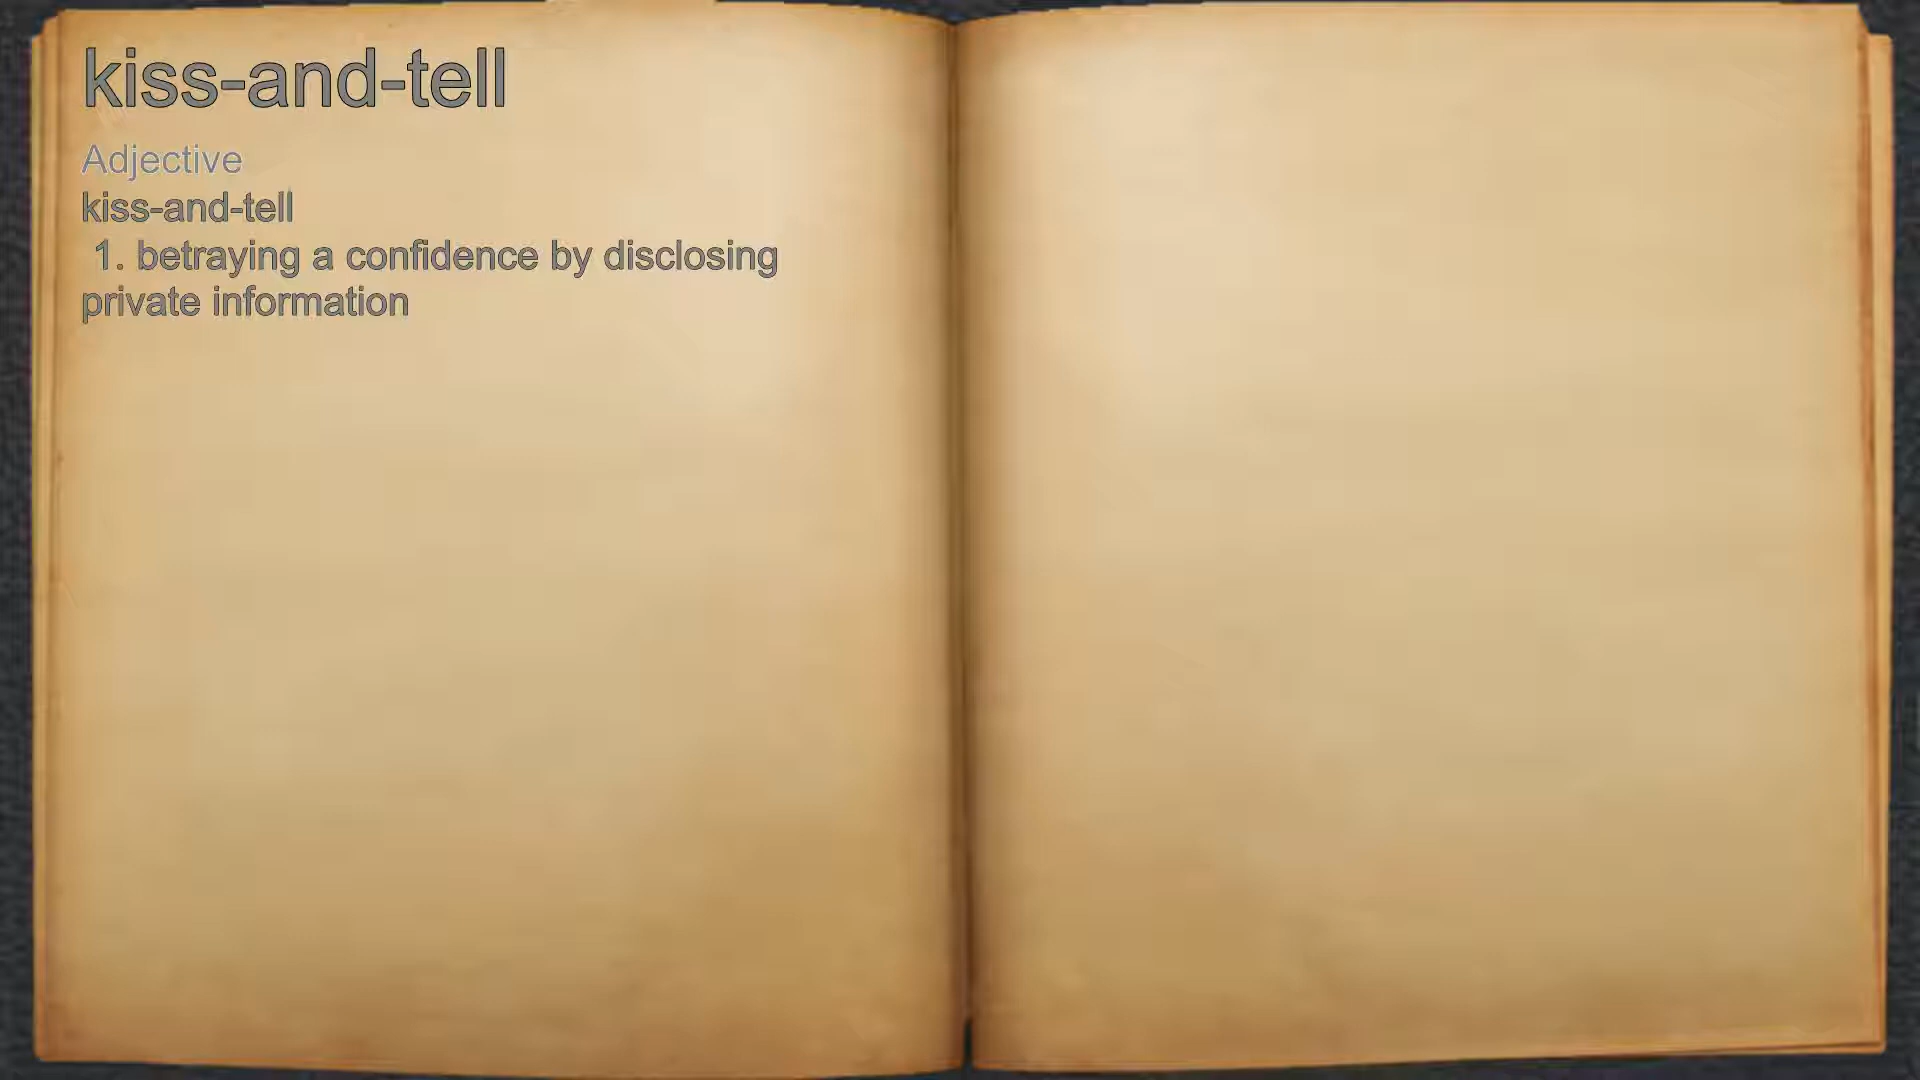 kiss-and-tell
Adjective
kiss-and-tell
1. betraying a confidence by disclosing
private information